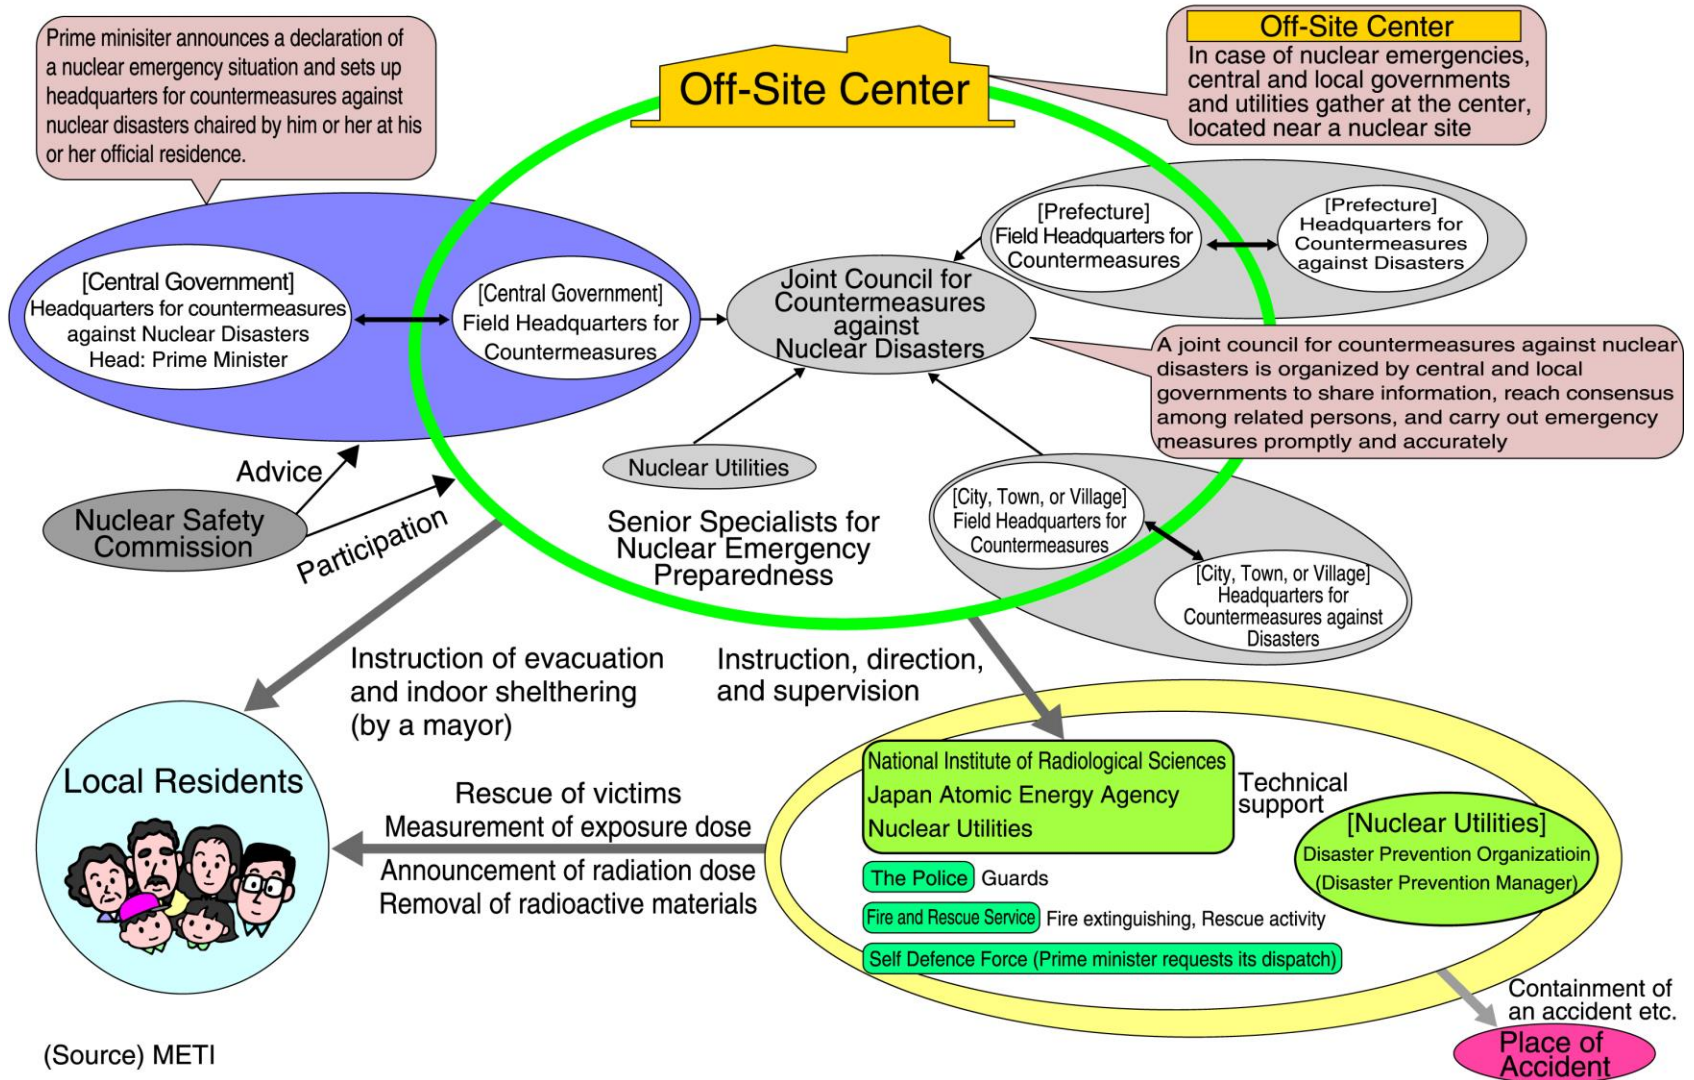 Prime minisiter announces a declaration of
a nuclear emergency situation and sets up
headquarters for countermeasures against
nuclear disasters chaired by him or her at his
or her official residence.
Off-Site Center
Off-Site Center
In case of nuclear emergencies,
central and local governments
and utilities gather at the center,
located near a nuclear site
[Central Government]
Headquarters for countermeasures
against Nuclear Disasters
Head: Prime Minister
[Central Government]
Field Headquarters for
Countermeasures
Joint Council for
Countermeasures
against
Nuclear Disasters
[Prefecture]
Field Headquarters for
Countermeasures
[Prefecture]
Headquarters for
Countermeasures
against Disasters
A joint council for countermeasures against nuclear
disasters is organized by central and local
governments to share information, reach consensus
among related persons, and carry out emergency
measures promptly and accurately
Advice
Nuclear Safety
Commission
Participation
Nuclear Utilities
Senior Specialists for
Nuclear Emergency
Preparedness
[City, Town, or Village]
Field Headquarters for
Countermeasures
[City, Town, or Village]
Headquarters for
Countermeasures against
Disasters
Instruction of evacuation
and indoor shelthering
(by a mayor)
Instruction, direction,
and supervision
Local Residents
Rescue of victims
Measurement of exposure dose
Announcement of radiation dose
Removal of radioactive materials
National Institute of Radiological Sciences
Japan Atomic Energy Agency
Nuclear Utilities
Technical
support
[Nuclear Utilities]
Disaster Prevention Organizatioin
(Disaster Prevention Manager)
The Police Guards
Fire and Rescue Service Fire extinguishing, Rescue activity
Self Defence Force (Prime minister requests its dispatch)
Containment of
an accident etc.
Place of
Accident
(Source) METI